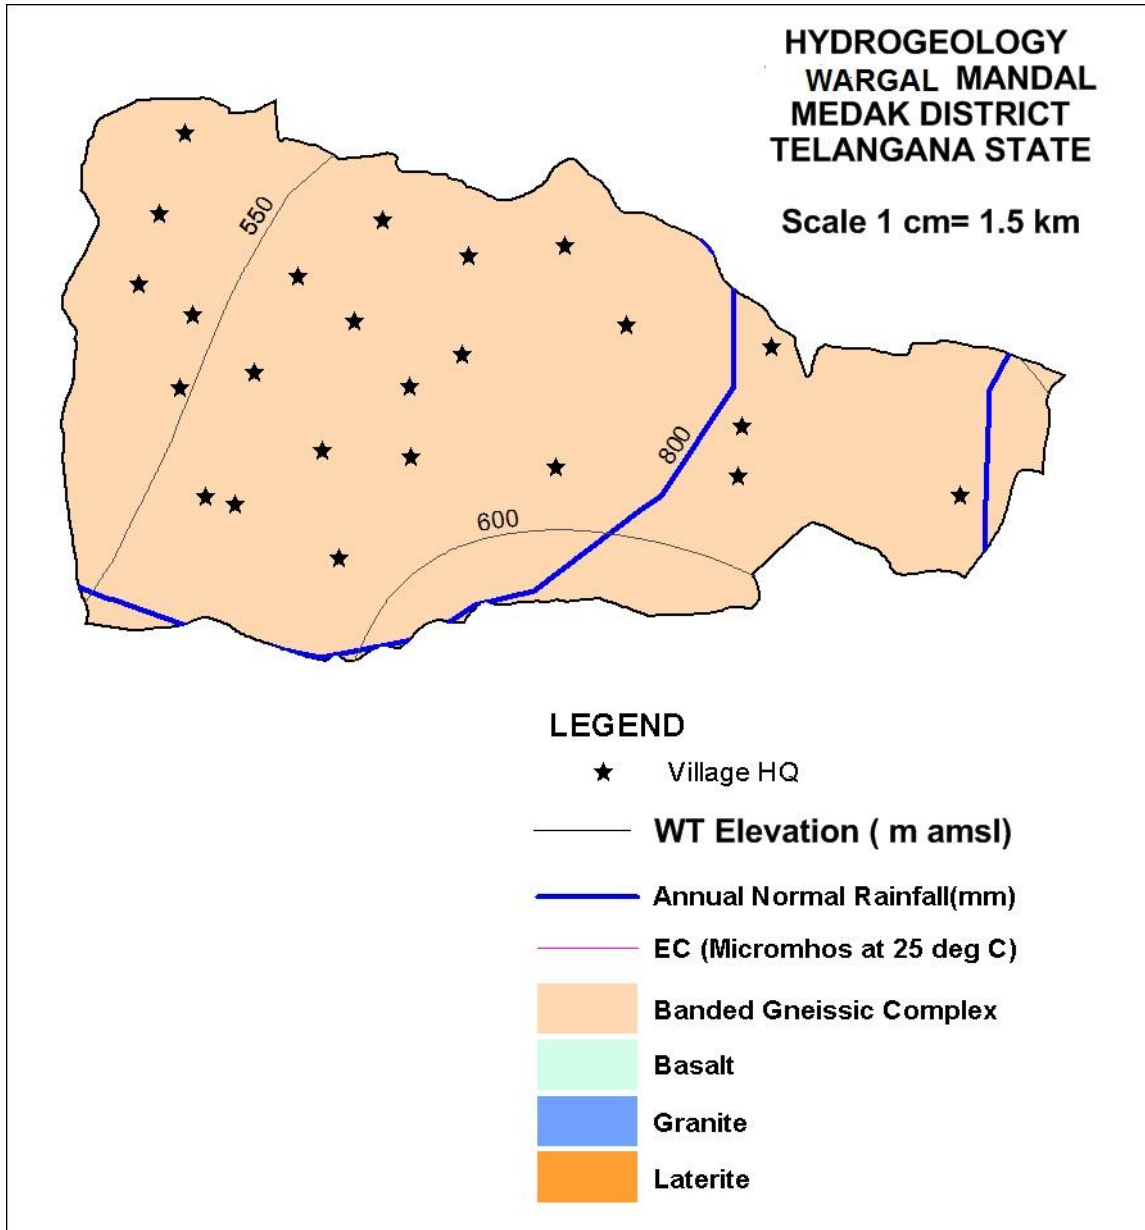 HYDROGEOLOGY
WARGAL MANDAL
MEDAK DISTRICT
TELANGANA STATE
Scale 1 cm= 1.5 km
550
800
600
LEGEND
Village HQ
WT Elevation ( m amsl)
Annual Normal Rainfall(mm)
EC (Micromhos at 25 deg C)
Banded Gneissic Complex
Basalt
Granite
Laterite